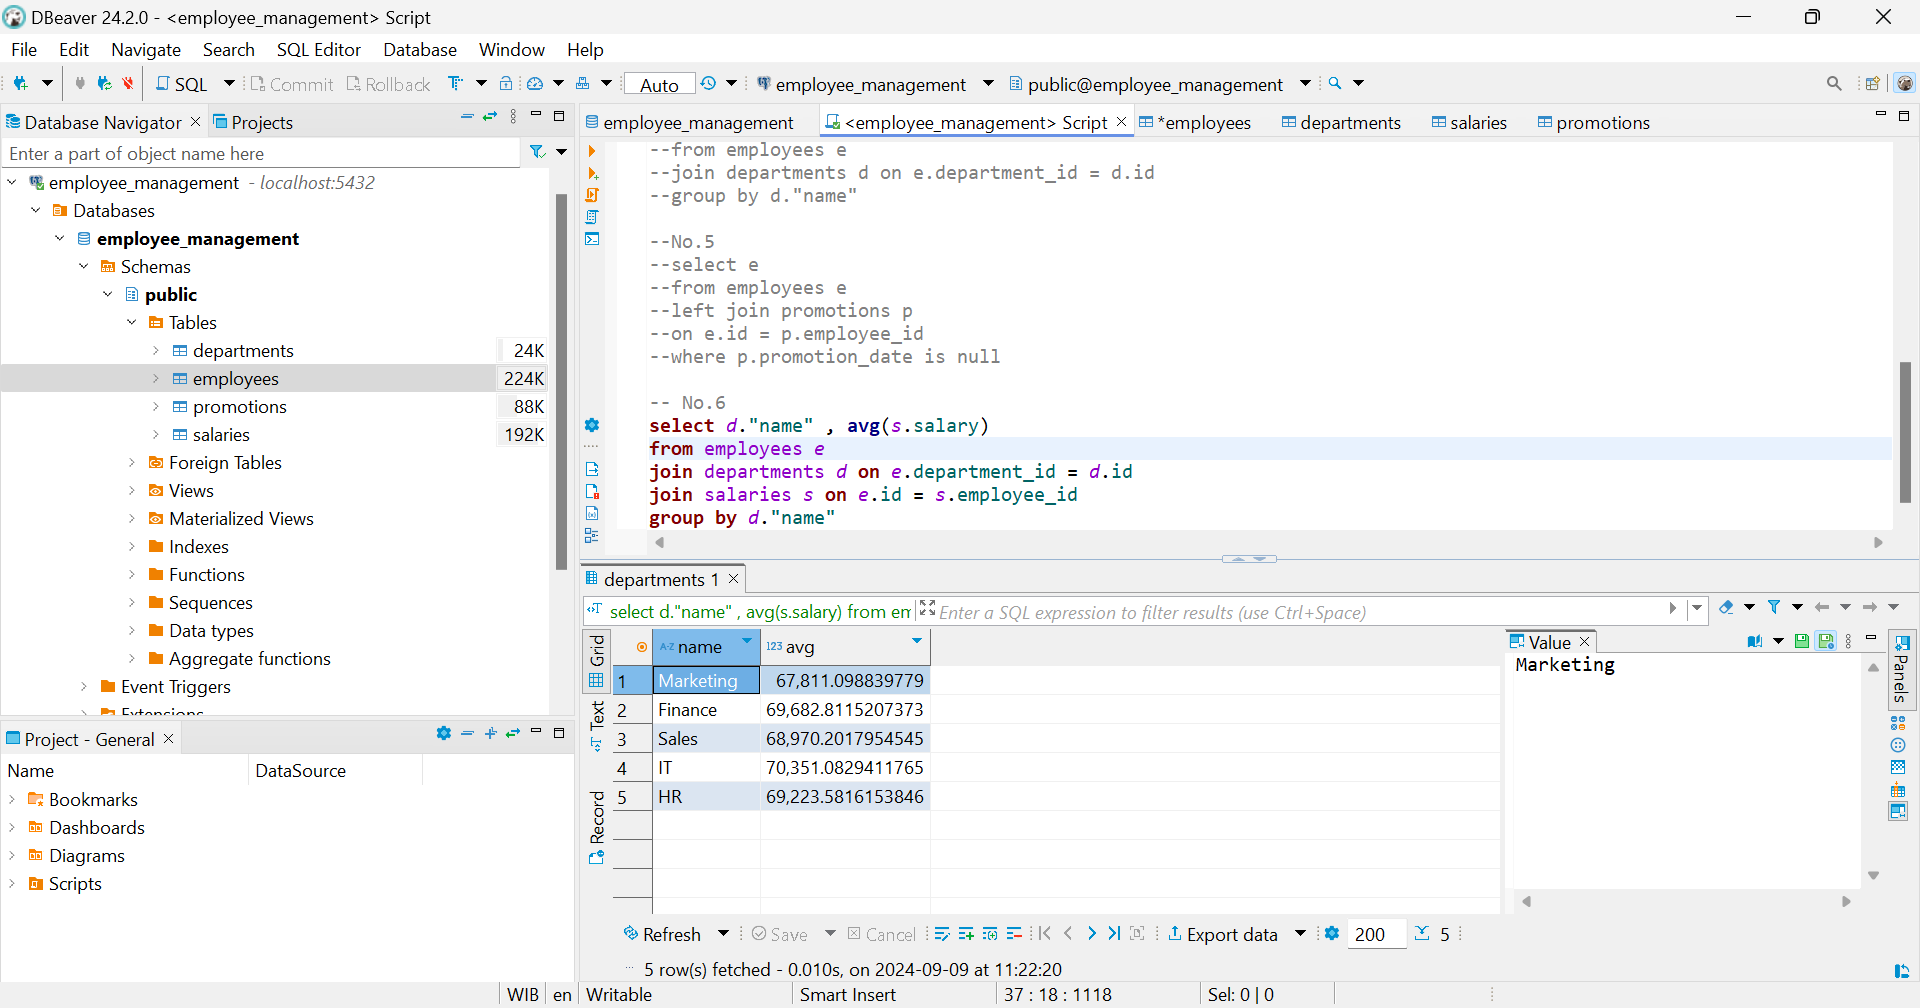 DBeaver 24.2.0 - <employee_management> Script
File Edit Navigate Search SQL Editor Database Window Help
SQL Commit Rollback Auto employee_management public@employee_management
Database Navigator Projects
Enter a part of object name here
employee_management - localhost:5432
Databases
employee_management
Schemas
public
Tables
departments 24K
employees 224K
promotions 88K
salaries 192K
Foreign Tables
Views
Materialized Views
Indexes
Functions
Sequences
Data types
Aggregate functions
Event Triggers
Extensions
Project - General
Name DataSource
Bookmarks
Dashboards
Diagrams
Scripts
employee_management <employee_management> Script *employees departments salaries promotions
--from employees e
--join departments d on e.department_id = d.id
--group by d."name"
--No.5
--select e
--from employees e
--left join promotions p
--on e.id = p.employee_id
--where p.promotion_date is null
-- No.6
select d."name" , avg(s.salary)
from employees e
join departments d on e.department_id = d.id
join salaries s on e.id = s.employee_id
group by d."name"
departments 1
select d."name" , avg(s.salary) from em Enter a SQL expression to filter results (use Ctrl+Space)
Grid
Text
Record
A-Z name 123 avg
1 Marketing 67,811.098839779
2 Finance 69,682.8115207373
3 Sales 68,970.2017954545
4 IT 70,351.0829411765
5 HR 69,223.5816153846
Value
Marketing
Panels
Refresh Save Cancel Export data 200 5
5 row(s) fetched - 0.010s, on 2024-09-09 at 11:22:20
WIB en Writable Smart Insert 37 : 18 : 1118 Sel: 0 | 0